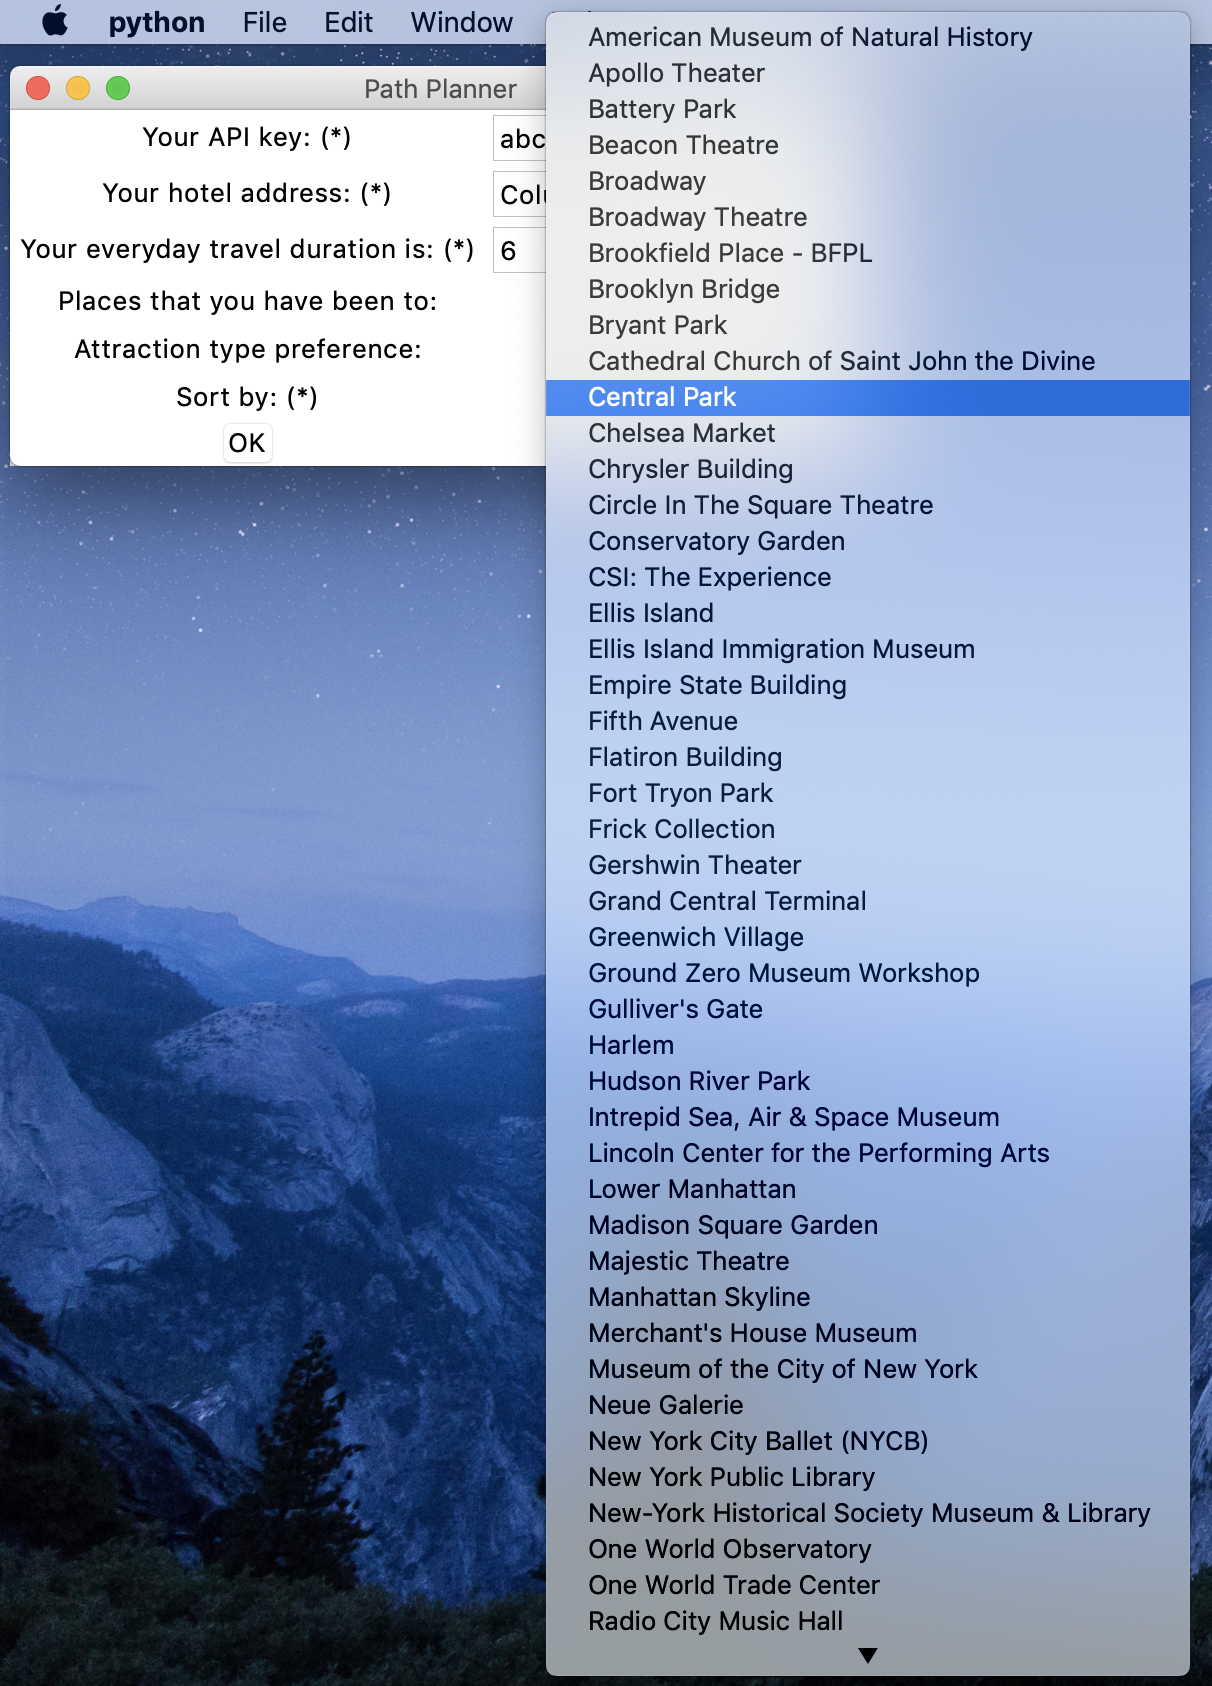 python File Edit Window
Path Planner
Your API key: (*) abc
Your hotel address: (*)
Your everyday travel duration is: (*) 6
Places that you have been to:
Attraction type preference:
Sort by: (*)
OK
American Museum of Natural History
Apollo Theater
Battery Park
Beacon Theatre
Broadway
Broadway Theatre
Brookfield Place - BFPL
Brooklyn Bridge
Bryant Park
Cathedral Church of Saint John the Divine
Central Park
Chelsea Market
Chrysler Building
Circle In The Square Theatre
Conservatory Garden
CSI: The Experience
Ellis Island
Ellis Island Immigration Museum
Empire State Building
Fifth Avenue
Flatiron Building
Fort Tryon Park
Frick Collection
Gershwin Theater
Grand Central Terminal
Greenwich Village
Ground Zero Museum Workshop
Gulliver's Gate
Harlem
Hudson River Park
Intrepid Sea, Air & Space Museum
Lincoln Center for the Performing Arts
Lower Manhattan
Madison Square Garden
Majestic Theatre
Manhattan Skyline
Merchant's House Museum
Museum of the City of New York
Neue Galerie
New York City Ballet (NYCB)
New York Public Library
New-York Historical Society Museum & Library
One World Observatory
One World Trade Center
Radio City Music Hall